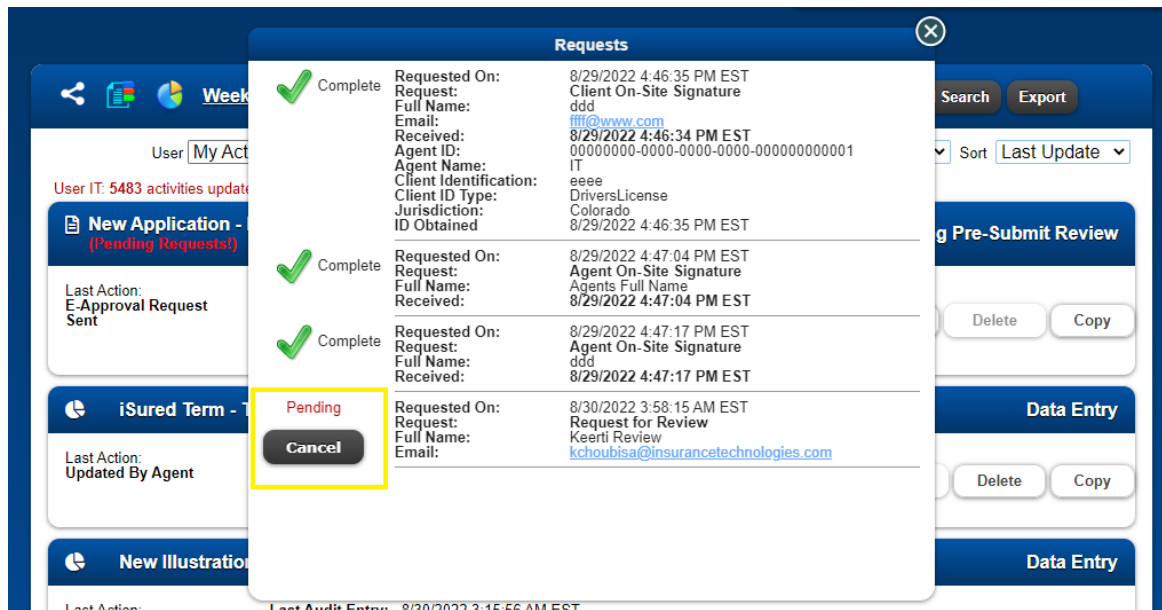 Requests
Complete
Requested On: 8/29/2022 4:46:35 PM EST
Request: Client On-Site Signature
Full Name: ddd
Email: ffff@www.com
Received: 8/29/2022 4:46:34 PM EST
Agent ID: 00000000-0000-0000-0000-000000000001
Agent Name: IT
Client Identification: eeee
Client ID Type: DriversLicense
Jurisdiction: Colorado
ID Obtained 8/29/2022 4:46:35 PM EST
Complete
Requested On: 8/29/2022 4:47:04 PM EST
Request: Agent On-Site Signature
Full Name: Agents Full Name
Received: 8/29/2022 4:47:04 PM EST
Complete
Requested On: 8/29/2022 4:47:17 PM EST
Request: Agent On-Site Signature
Full Name: ddd
Received: 8/29/2022 4:47:17 PM EST
Pending
Cancel
Requested On: 8/30/2022 3:58:15 AM EST
Request: Request for Review
Full Name: Keerti Review
Email: kchoubisa@insurancetechnologies.com
Week
Search Export
User My Act
Sort Last Update
User IT: 5483 activities update
New Application -
(Pending Requests!)
g Pre-Submit Review
Last Action:
E-Approval Request
Sent
Delete Copy
iSured Term - T
Data Entry
Last Action:
Updated By Agent
Delete Copy
New Illustration
Data Entry
Last Action:
Last Audit Entry: 8/30/2022 3:15:56 AM EST